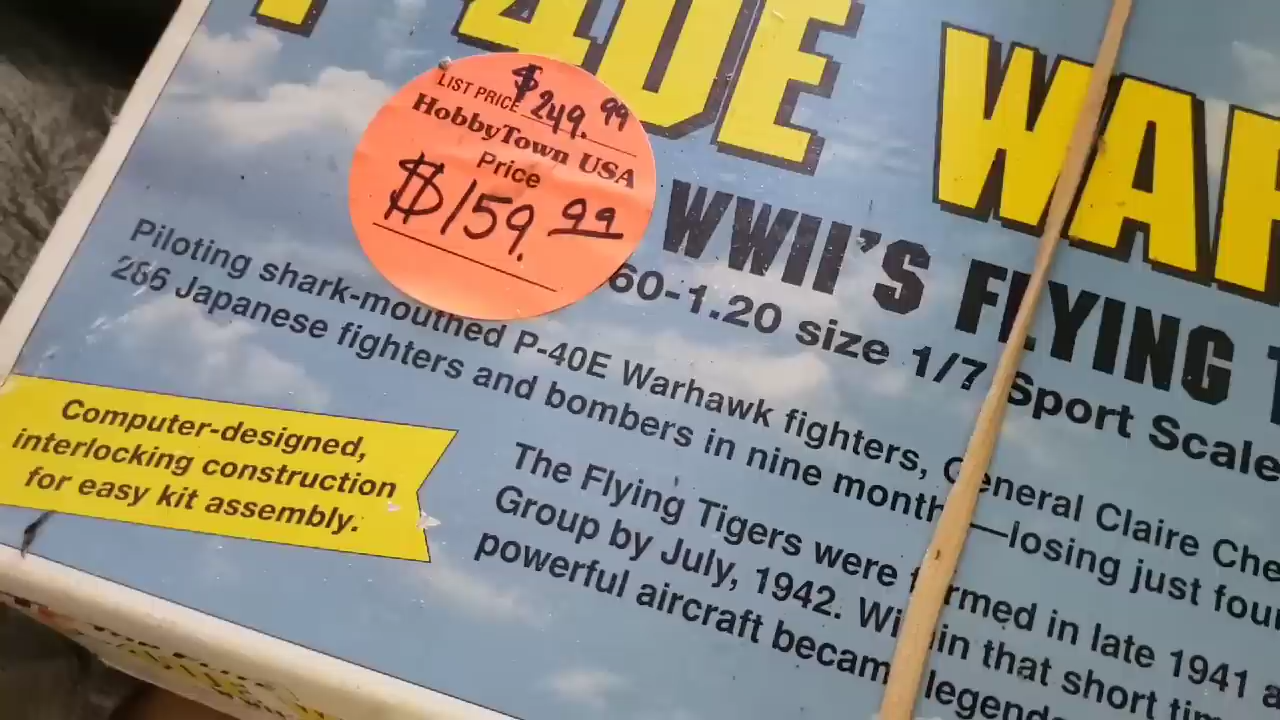 P-40E WAR
LIST PRICE $249.99
HobbyTown USA
Price
$159.99
WWII'S FLYING
60-1.20 size 1/7 Sport Scale
Piloting shark-mouthed P-40E Warhawk fighters, General Claire Che
286 Japanese fighters and bombers in nine month—losing just four
Computer-designed,
interlocking construction
for easy kit assembly.
The Flying Tigers were formed in late 1941 a
Group by July, 1942. Within that short tim
powerful aircraft becam legend